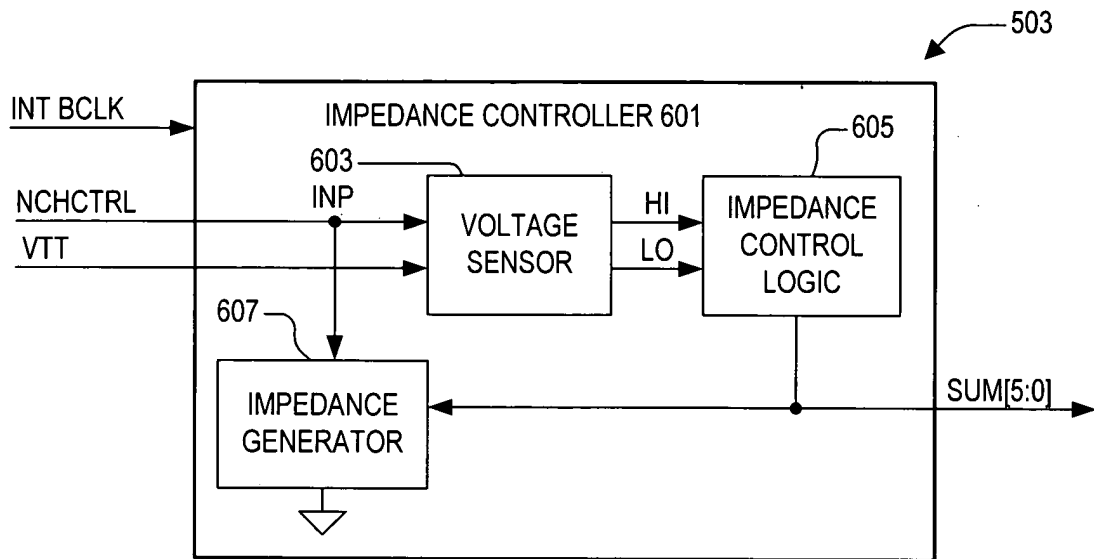 503
INT BCLK
IMPEDANCE CONTROLLER 601
605
603
NCHCTRL
INP
HI
VTT
LO
VOLTAGE
SENSOR
IMPEDANCE
CONTROL
LOGIC
607
IMPEDANCE
GENERATOR
SUM[5:0]